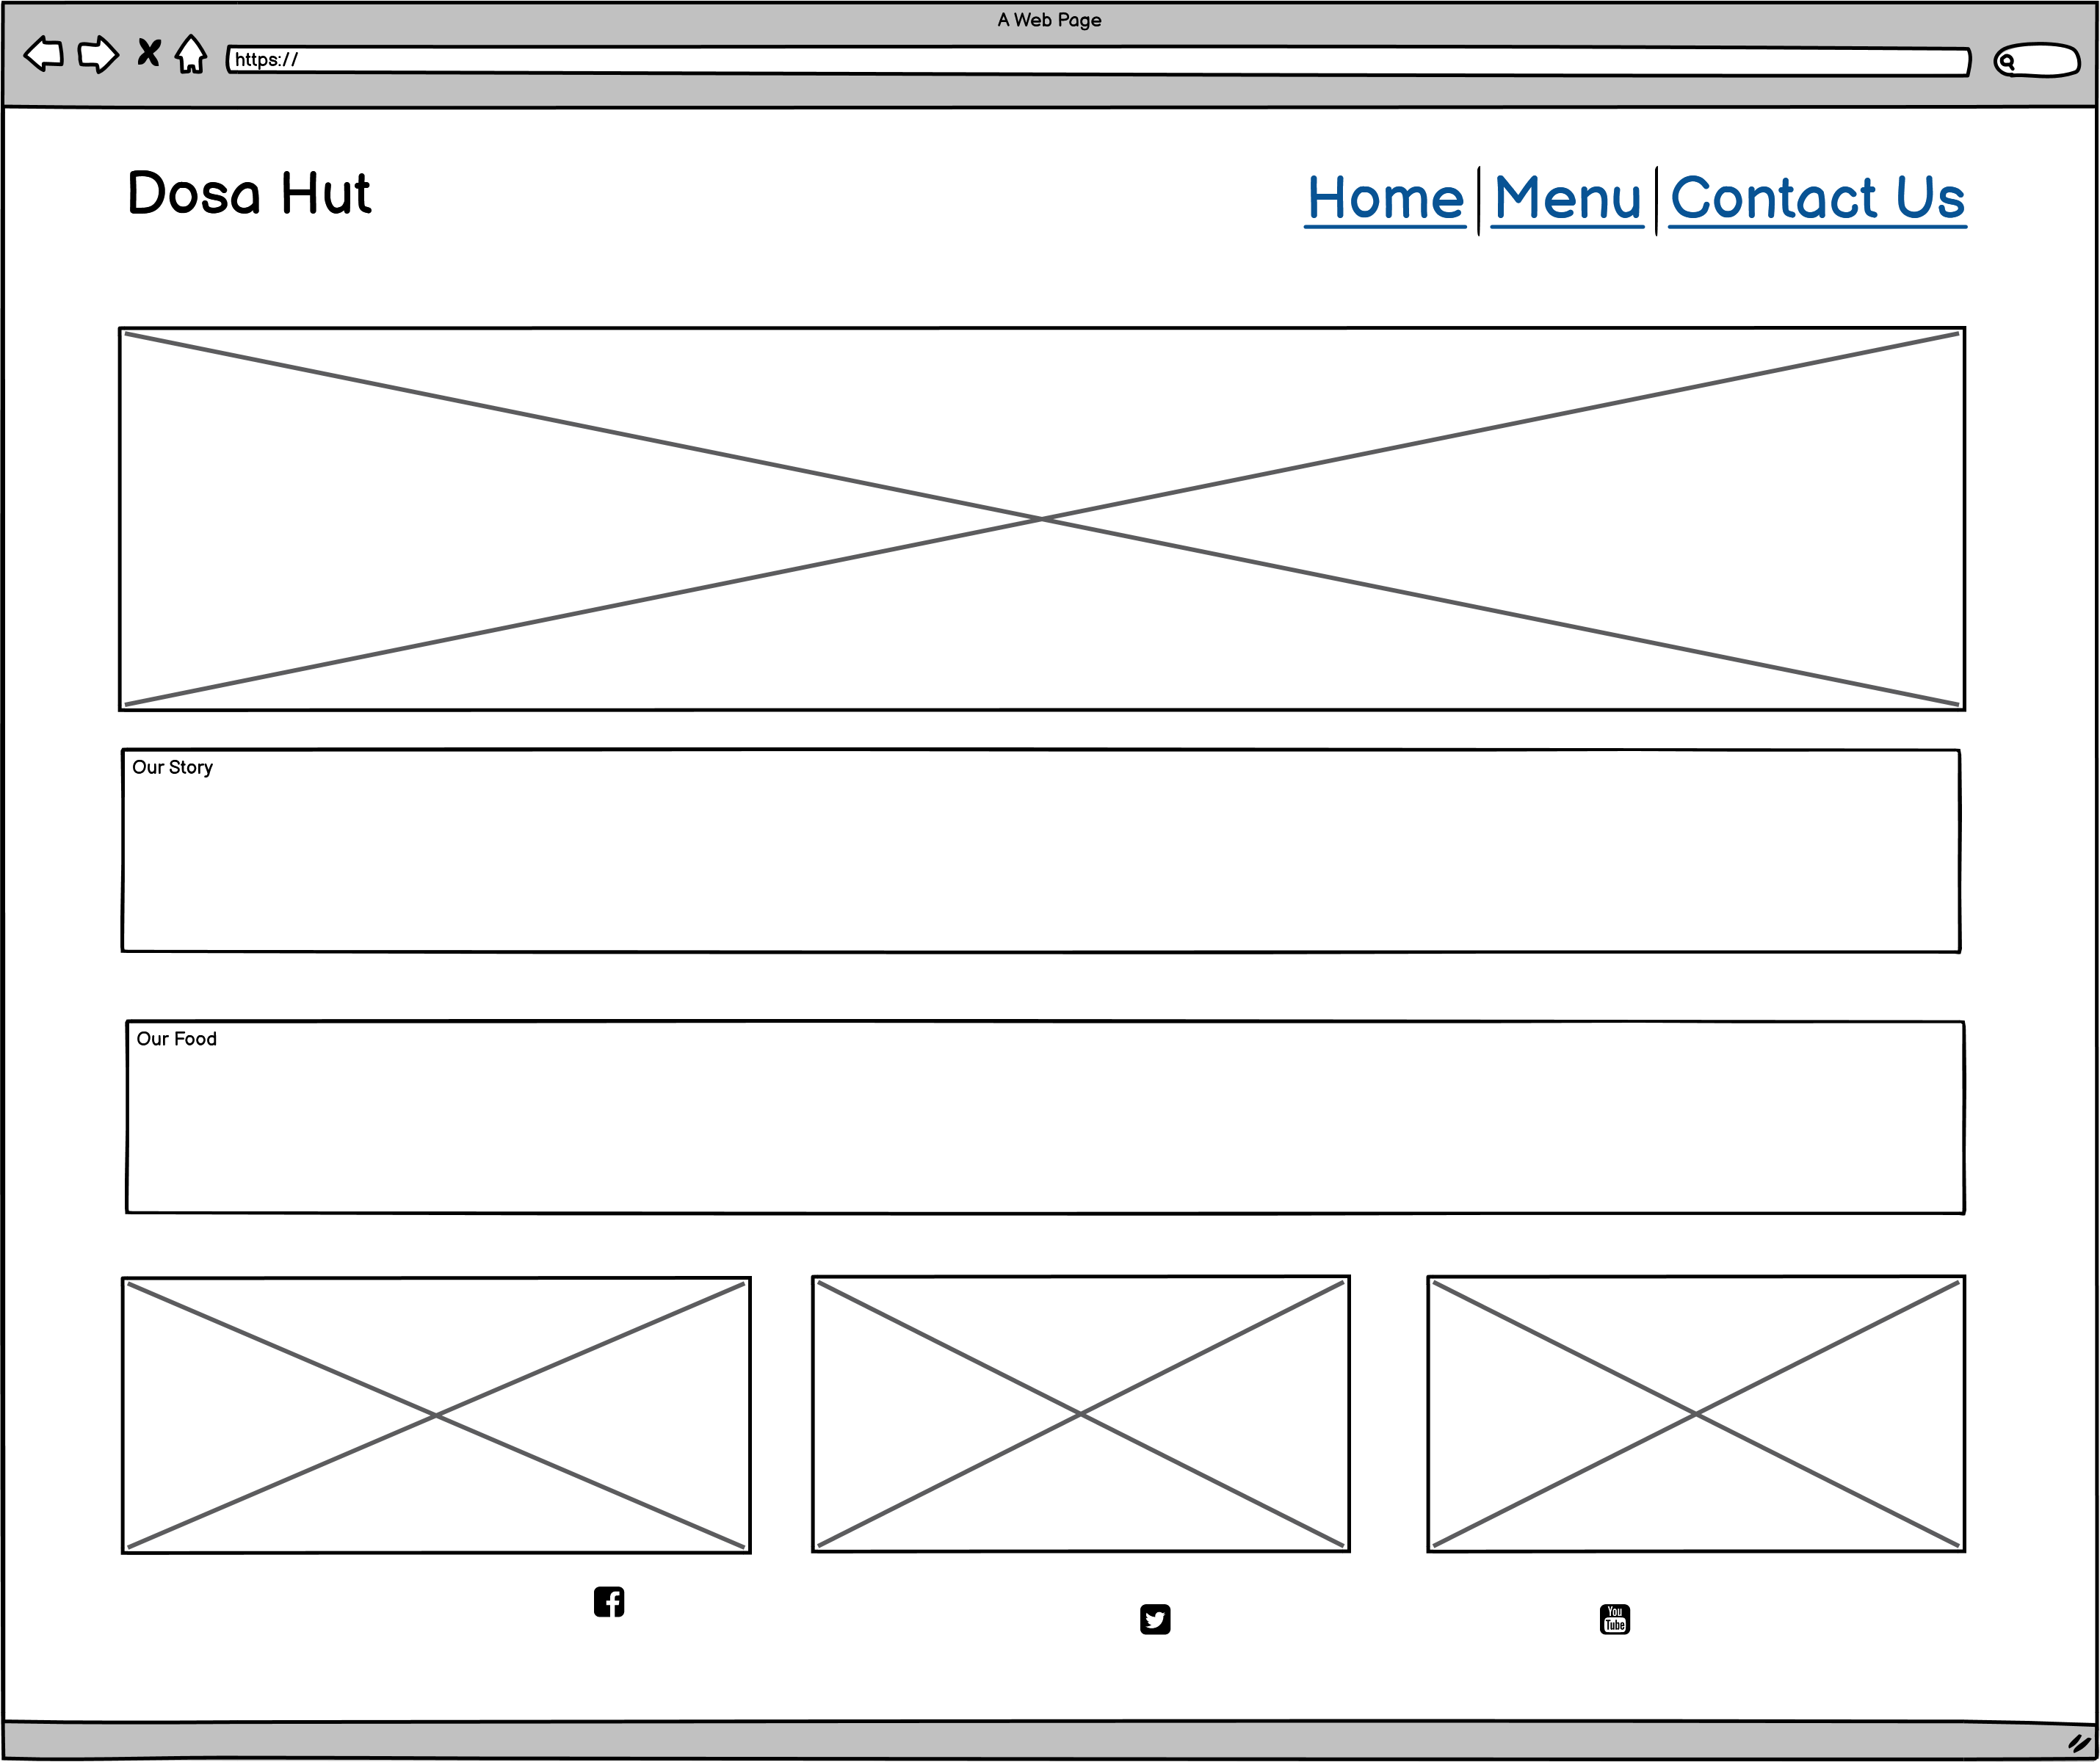 A Web Page
https://
Dosa Hut
Home Menu Contact Us
Our Story
Our Food
You
Tube